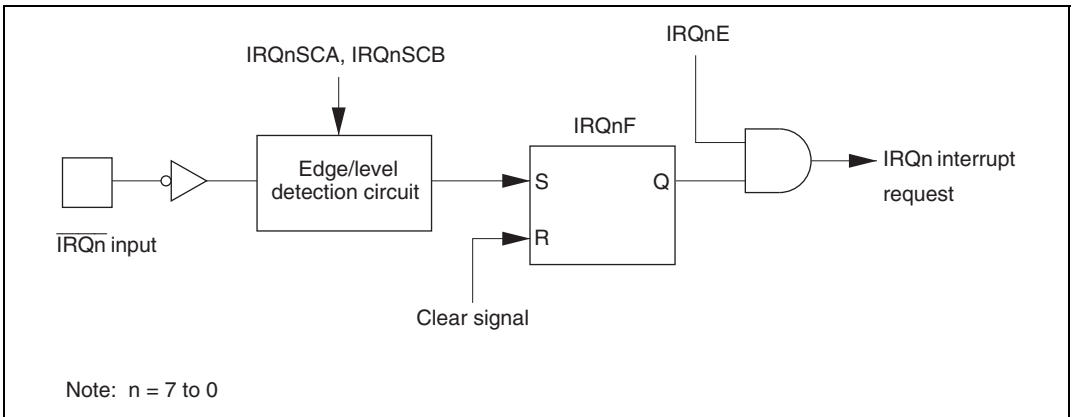 IRQnE
IRQnSCA, IRQnSCB
IRQnF
Edge/level
detection circuit
S
Q
R
IRQn interrupt
request
IRQn input
Clear signal
Note: n = 7 to 0